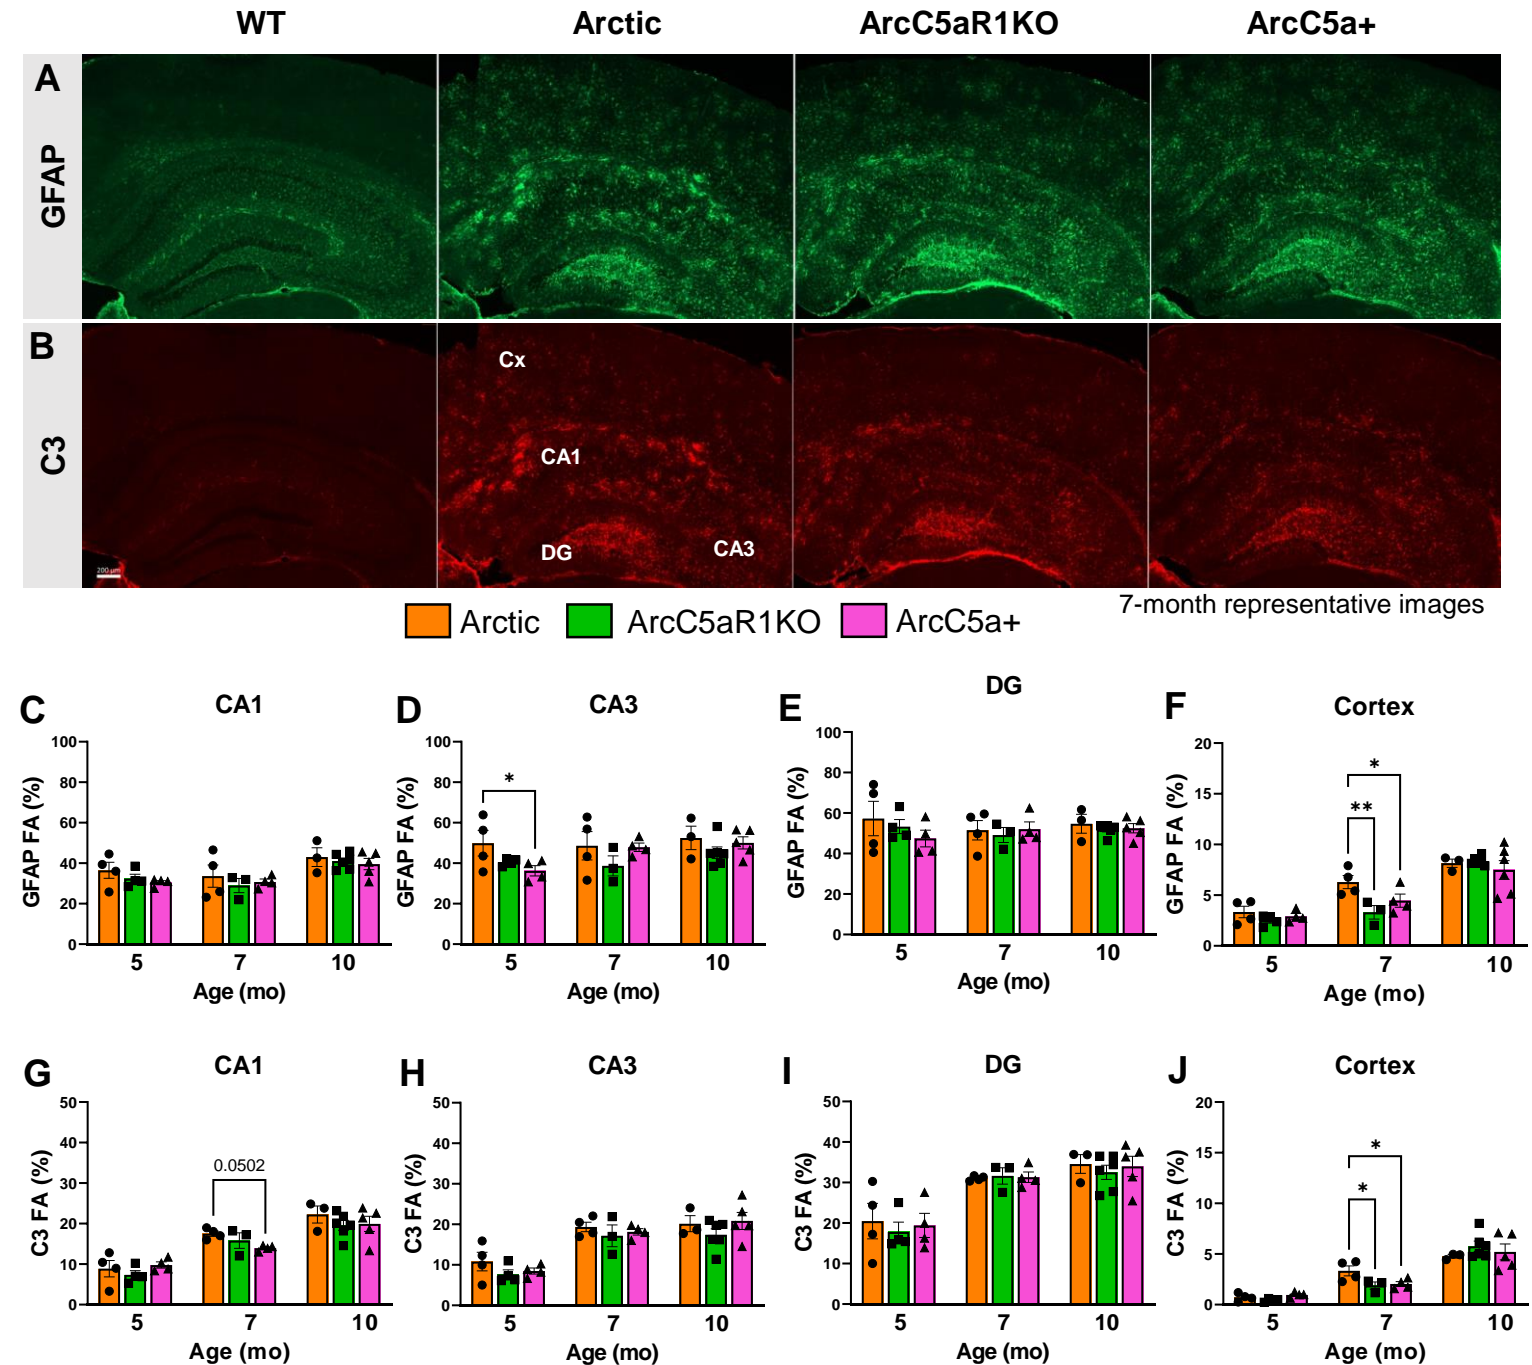 WT Arctic ArcC5aR1KO ArcC5a+
A
GFAP
B
C3
Cx
CA1
DG
CA3
200 µm
7-month representative images
Arctic ArcC5aR1KO ArcC5a+
C CA1
GFAP FA (%)
100
80
60
40
20
0
5 7 10
Age (mo)
D CA3
GFAP FA (%)
100
80
60
40
20
0
*
5 7 10
Age (mo)
E DG
GFAP FA (%)
100
80
60
40
20
0
5 7 10
Age (mo)
F Cortex
GFAP FA (%)
20
15
10
5
0
*
**
5 7 10
Age (mo)
G CA1
C3 FA (%)
50
40
30
20
10
0
0.0502
5 7 10
Age (mo)
H CA3
C3 FA (%)
50
40
30
20
10
0
5 7 10
Age (mo)
I DG
C3 FA (%)
50
40
30
20
10
0
5 7 10
Age (mo)
J Cortex
C3 FA (%)
20
15
10
5
0
*
*
5 7 10
Age (mo)